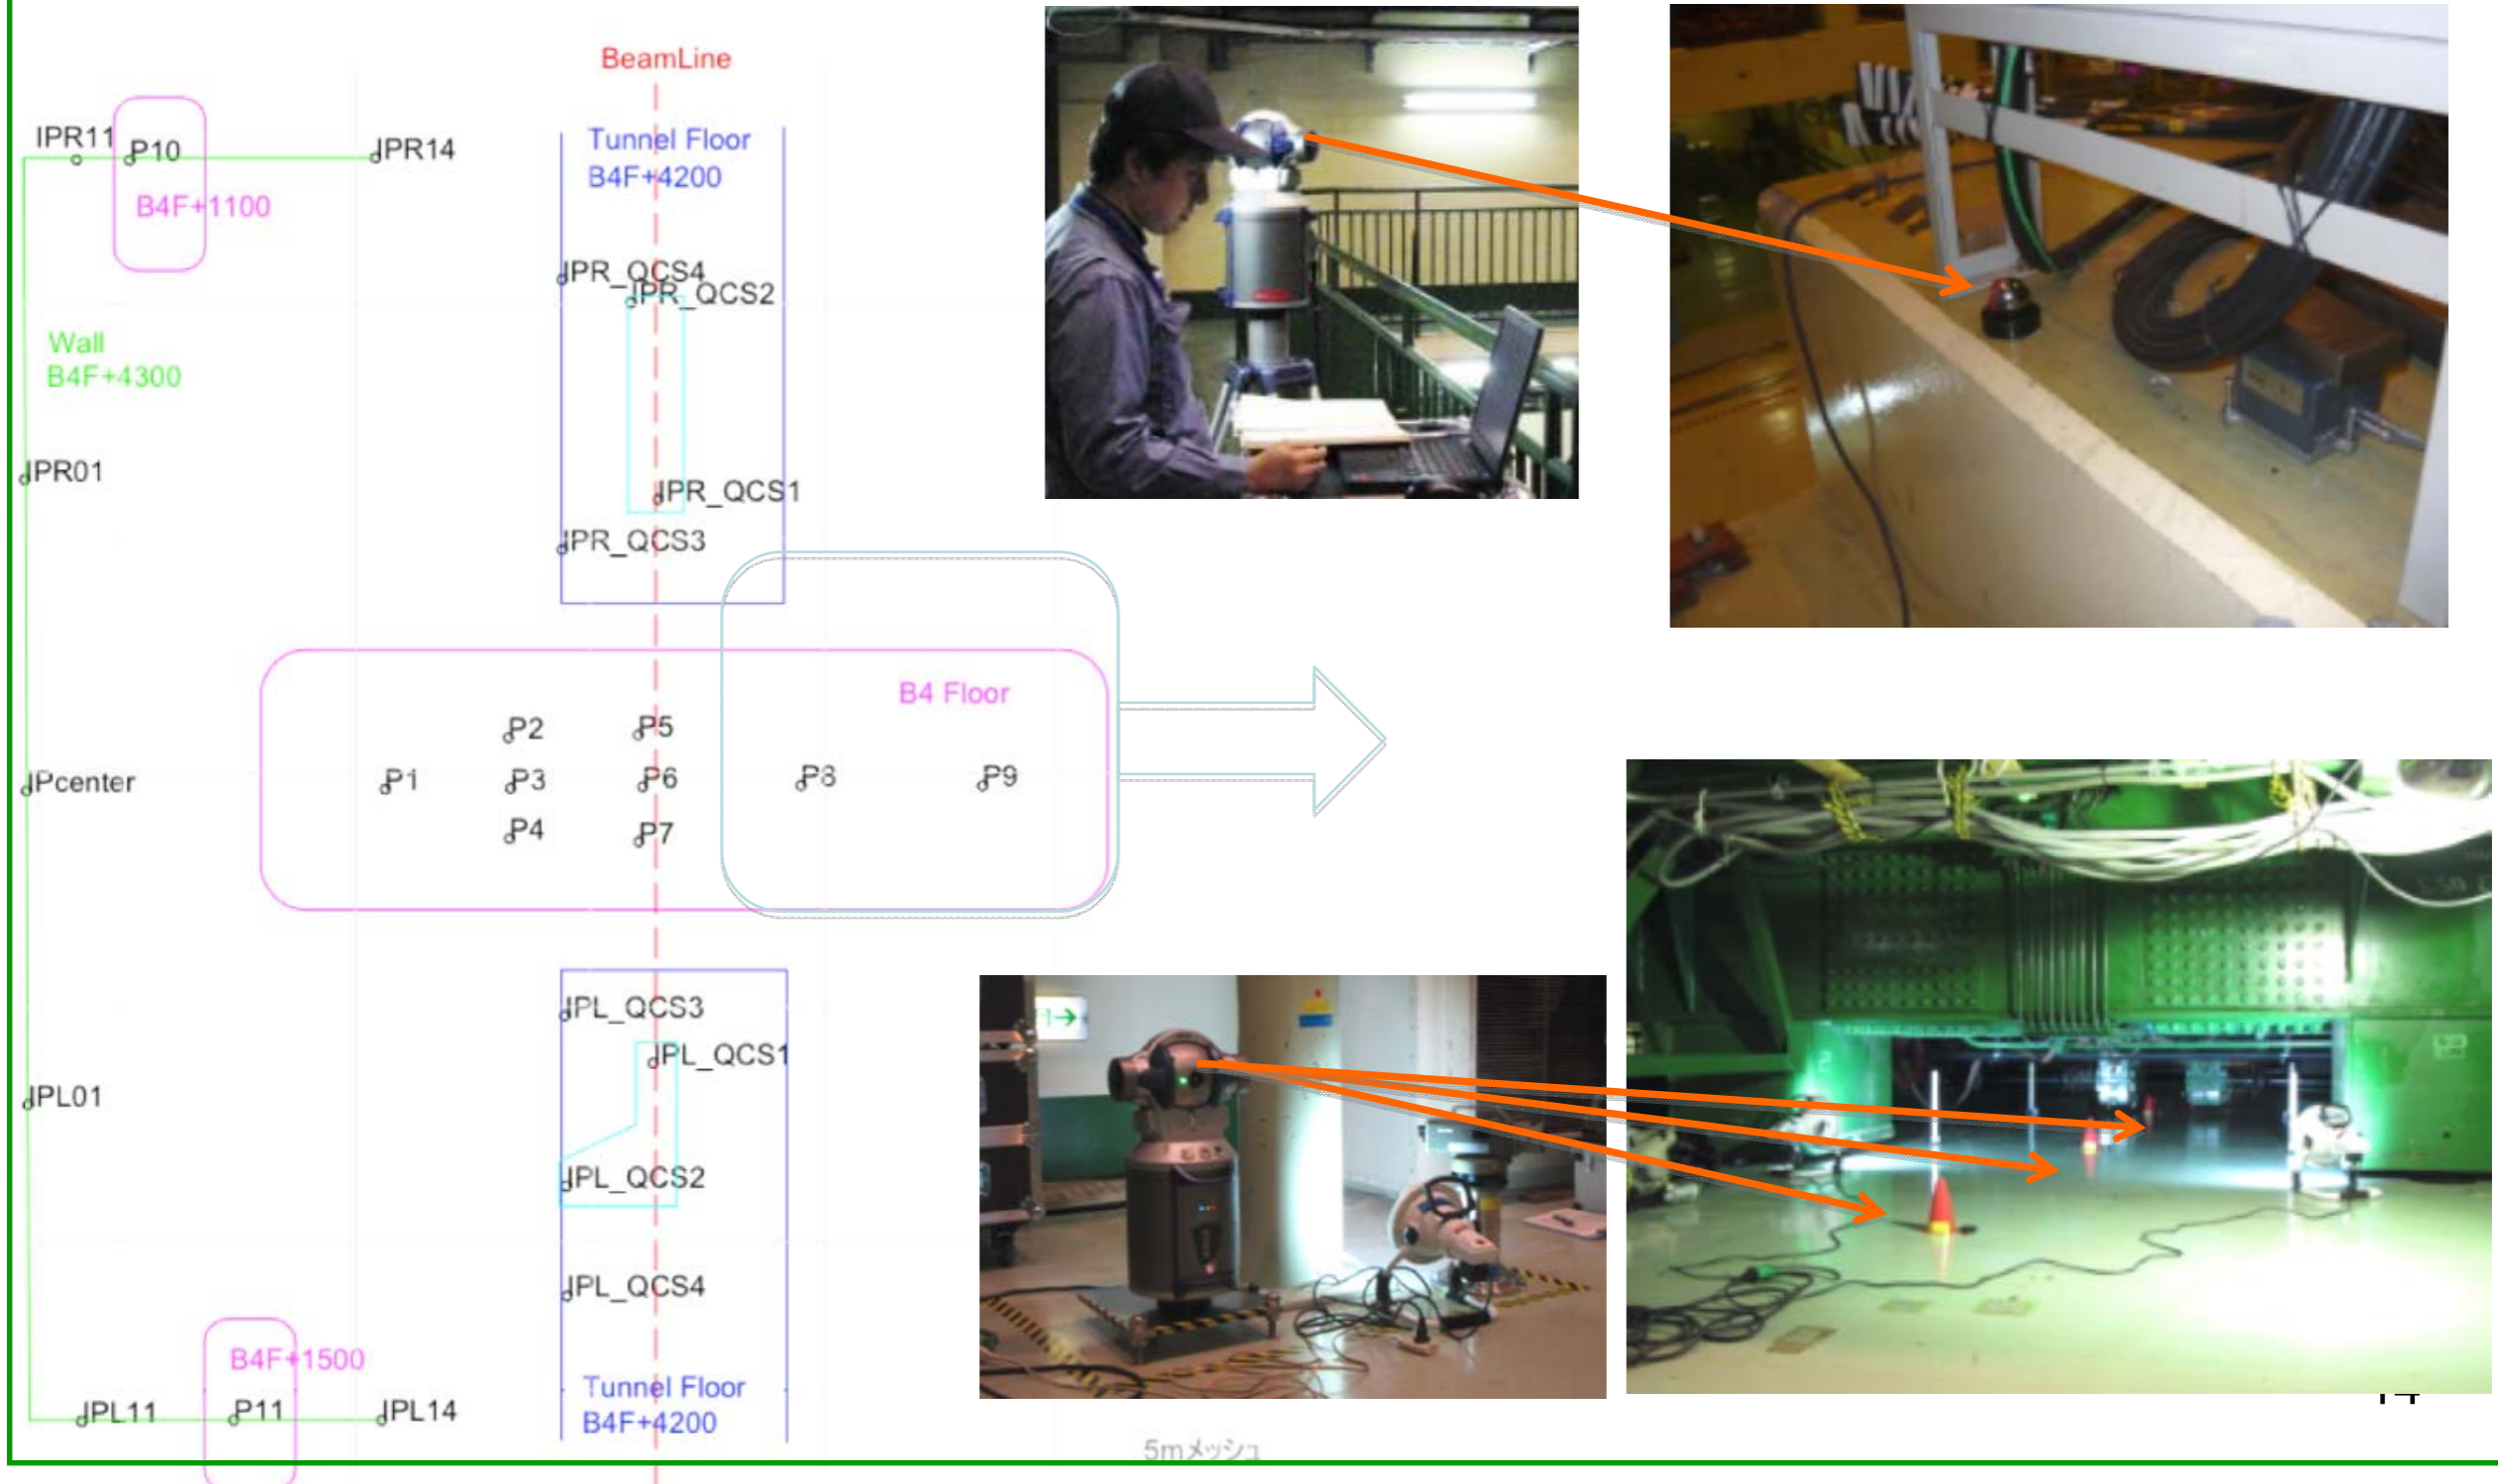 BeamLine
Tunnel Floor
B4F+4200
IPR11
P10
IPR14
B4F+1100
IPR_QCS4
IPR_QCS2
Wall
B4F+4300
IPR01
IPR_QCS1
IPR_QCS3
B4 Floor
P2
P5
IPcenter
P1
P3
P6
P8
P9
P4
P7
IPL_QCS3
IPL_QCS1
IPL01
IPL_QCS2
IPL_QCS4
B4F+1500
Tunnel Floor
B4F+4200
IPL11
P11
IPL14
5mメッシュ